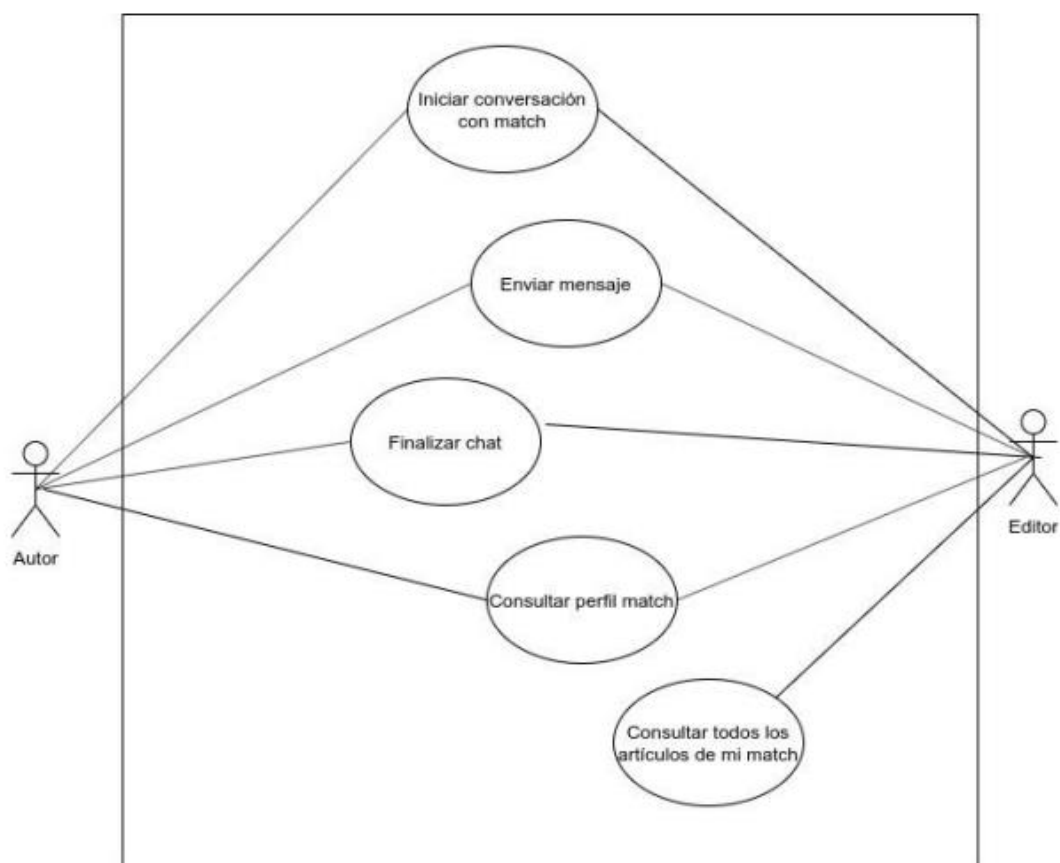 Iniciar conversación
con match
Enviar mensaje
Finalizar chat
Autor
Editor
Consultar perfil match
Consultar todos los
artículos de mi match